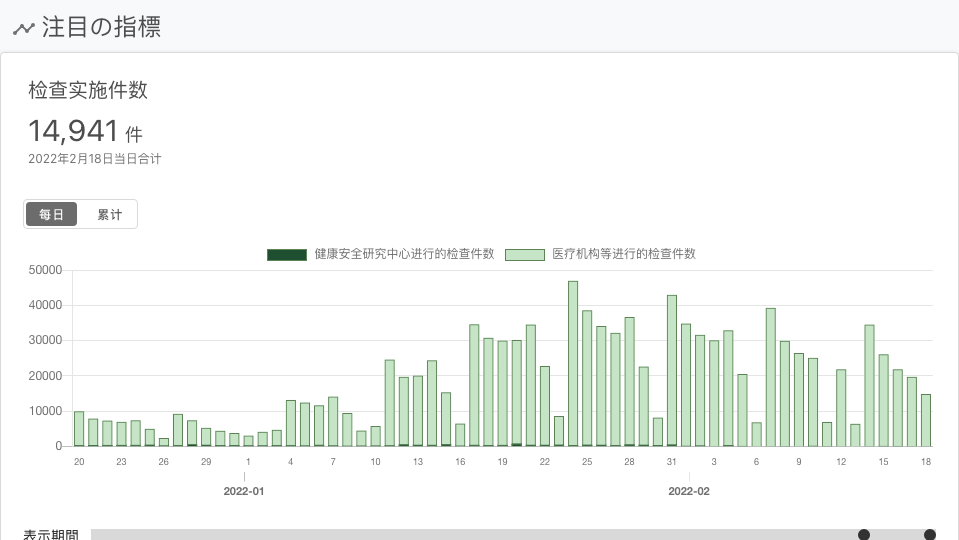 注目の指標
检查实施件数
14,941 件
2022年2月18日当日合计
每日 累计
健康安全研究中心进行的检查件数 医疗机构等进行的检查件数
50000
40000
30000
20000
10000
0
20 23 26 29 1 4 7 10 13 16 19 22 25 28 31 3 6 9 12 15 18
2022-01 2022-02
表示期間